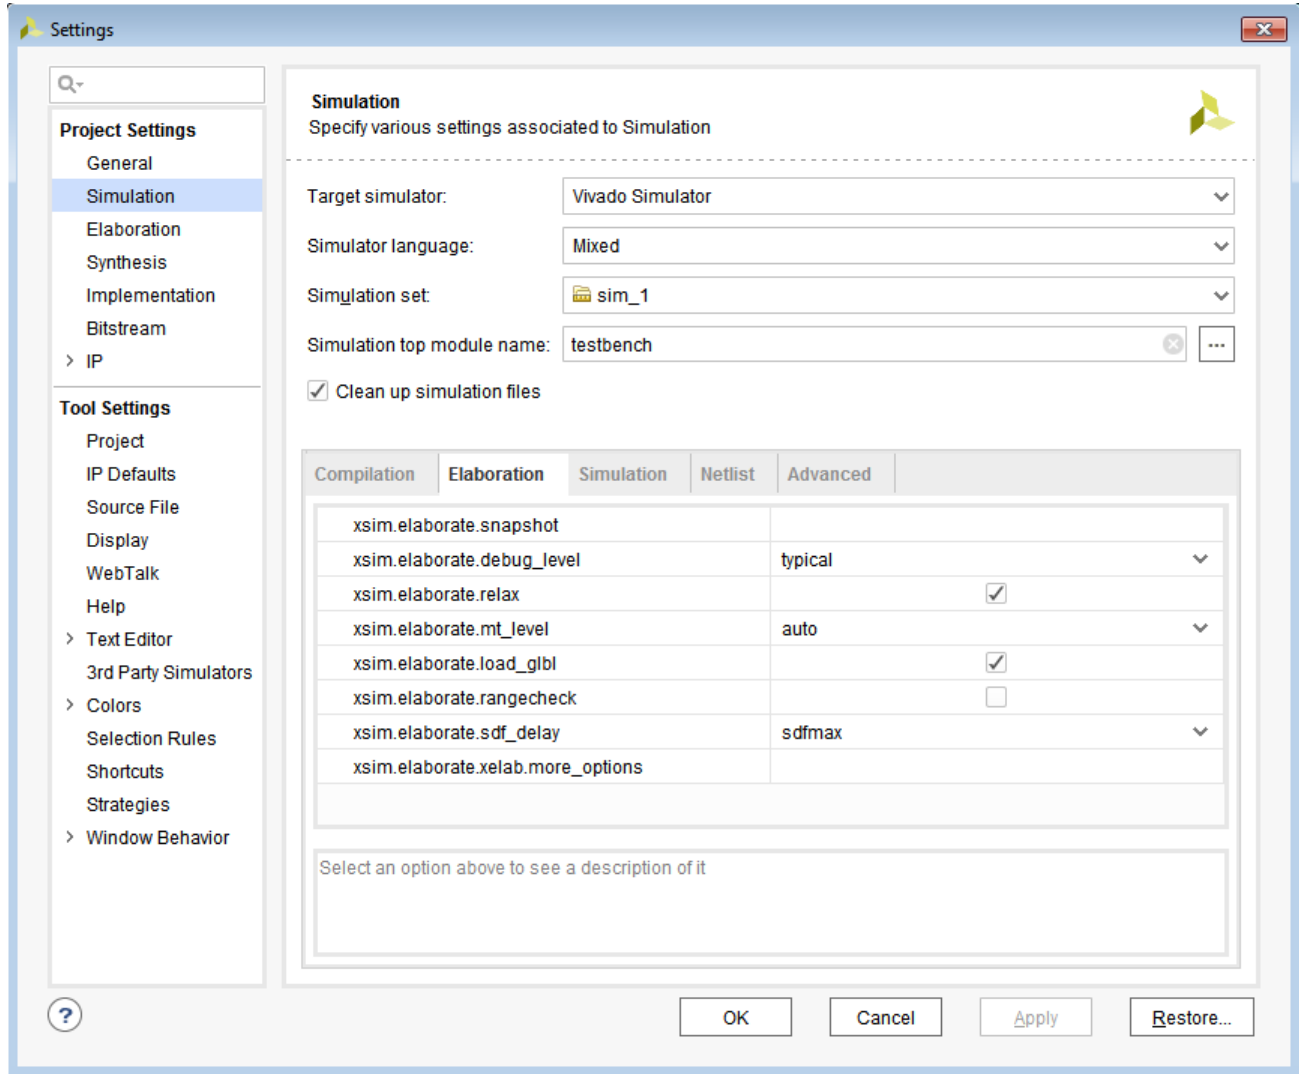 Settings
Project Settings
General
Simulation
Elaboration
Synthesis
Implementation
Bitstream
IP
Tool Settings
Project
IP Defaults
Source File
Display
WebTalk
Help
Text Editor
3rd Party Simulators
Colors
Selection Rules
Shortcuts
Strategies
Window Behavior
Simulation
Specify various settings associated to Simulation
Target simulator: Vivado Simulator
Simulator language: Mixed
Simulation set: sim_1
Simulation top module name: testbench
Clean up simulation files
Compilation Elaboration Simulation Netlist Advanced
xsim.elaborate.snapshot
xsim.elaborate.debug_level typical
xsim.elaborate.relax
xsim.elaborate.mt_level auto
xsim.elaborate.load_glbl
xsim.elaborate.rangecheck
xsim.elaborate.sdf_delay sdfmax
xsim.elaborate.xelab.more_options
Select an option above to see a description of it
? OK Cancel Apply Restore...